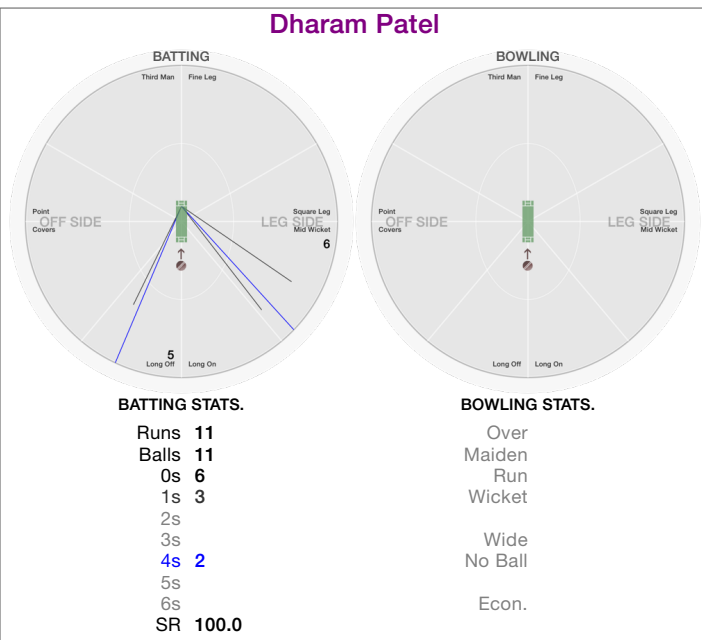 Dharam Patel
BATTING
BOWLING
Third Man Fine Leg
Third Man Fine Leg
Point
OFF SIDE
Covers
Square Leg
LEG SIDE
Mid Wicket
6
Point
OFF SIDE
Covers
Square Leg
LEG SIDE
Mid Wicket
5
Long Off Long On
Long Off Long On
BATTING STATS.
BOWLING STATS.
Runs 11
Over
Balls 11
Maiden
0s 6
Run
1s 3
Wicket
2s
3s
Wide
4s 2
No Ball
5s
6s
Econ.
SR 100.0